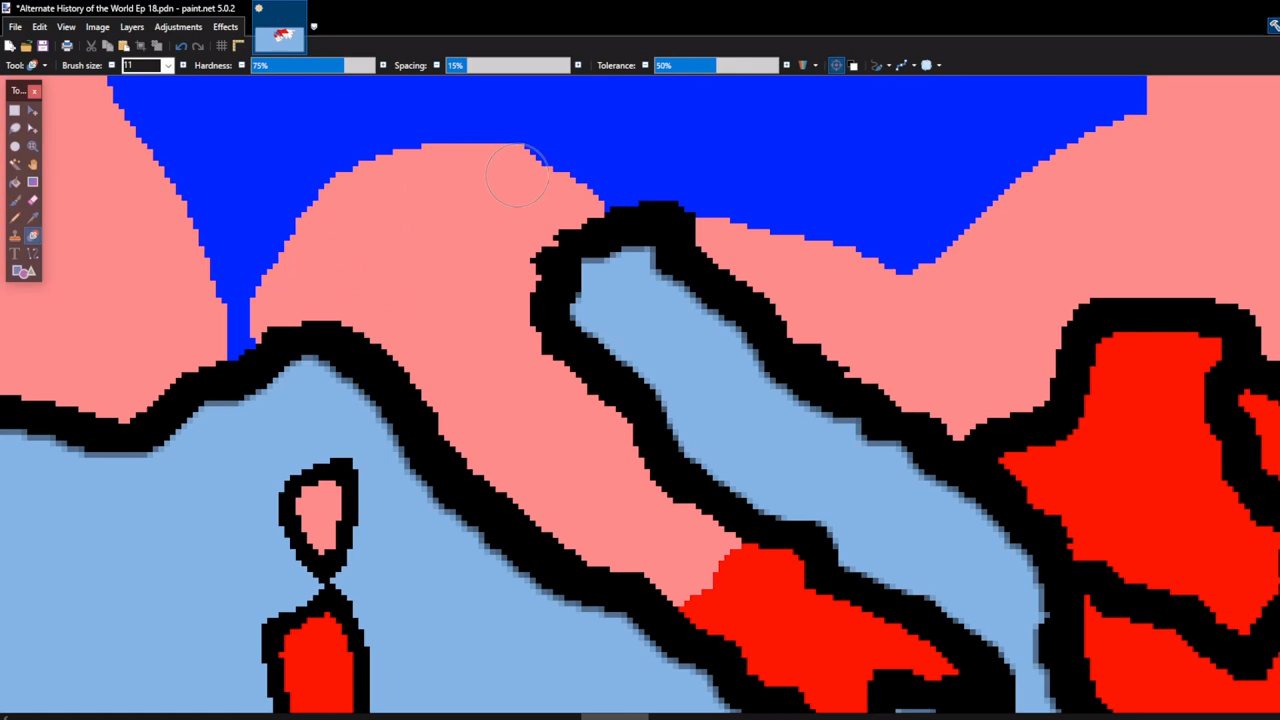 *Alternate History of the World Ep 18.pdn - paint.net 5.0.2
File Edit View Image Layers Adjustments Effects
Tool: Brush size: 11 Hardness: 75% Spacing: 15% Tolerance: 50%
To...